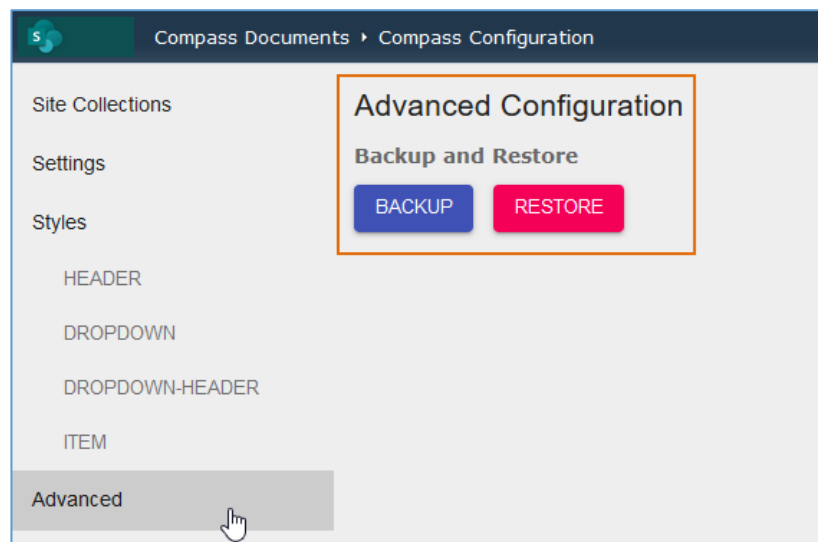 S
Compass Documents ▸ Compass Configuration
Site Collections
Settings
Styles
HEADER
DROPDOWN
DROPDOWN-HEADER
ITEM
Advanced
Advanced Configuration
Backup and Restore
BACKUP RESTORE